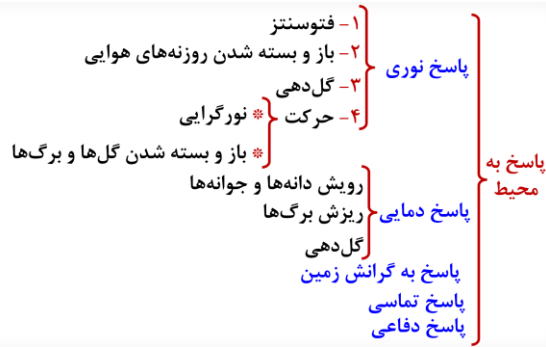 پاسخ به محیط
پاسخ نوری
۱- فتوسنتز
۲- باز و بسته شدن روزنه‌های هوایی
۳- گل‌دهی
۴- حرکت
* نورگرایی
* باز و بسته شدن گل‌ها و برگ‌ها
پاسخ دمایی
رویش دانه‌ها و جوانه‌ها
ریزش برگ‌ها
گل‌دهی
پاسخ به گرانش زمین
پاسخ تماسی
پاسخ دفاعی